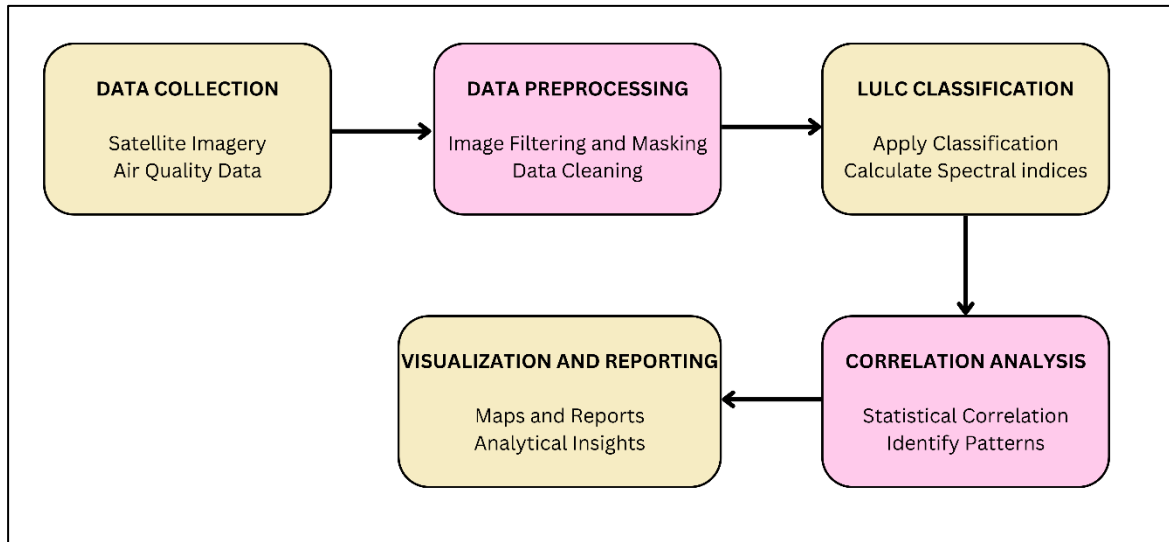 DATA COLLECTION
Satellite Imagery
Air Quality Data
DATA PREPROCESSING
Image Filtering and Masking
Data Cleaning
LULC CLASSIFICATION
Apply Classification
Calculate Spectral indices
CORRELATION ANALYSIS
Statistical Correlation
Identify Patterns
VISUALIZATION AND REPORTING
Maps and Reports
Analytical Insights